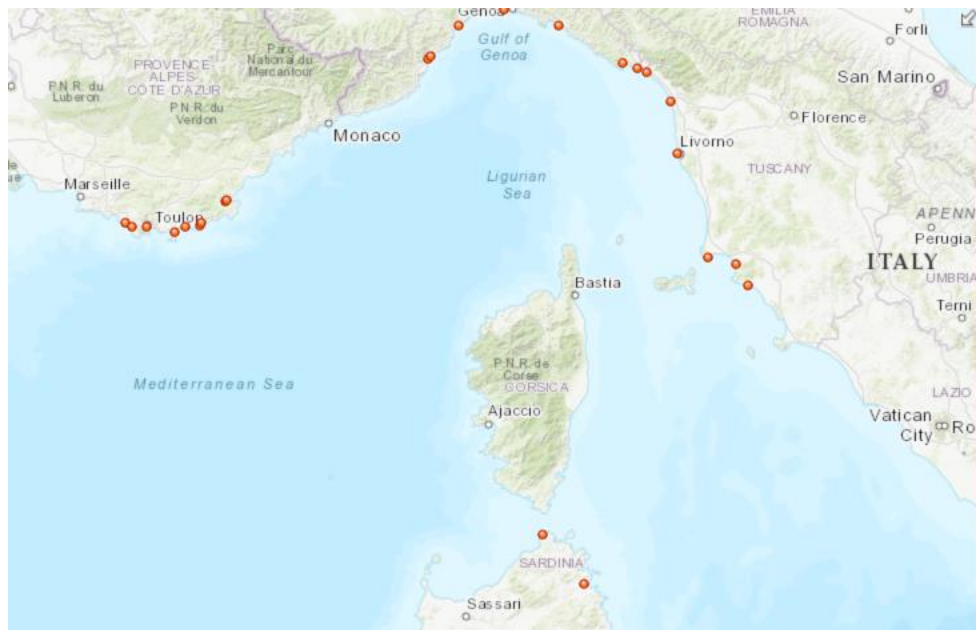 Genoa
EMILIA
ROMAGNA
Forlì
Gulf of
Genoa
Parc
National du
Mercantour
PROVENCE
ALPES
CÔTE D'AZUR
P.N.R. du
Luberon
P.N.R. du
Verdon
San Marino
Monaco
Florence
Livorno
TUSCANY
Ligurian
Sea
Marseille
Toulon
APENN
Perugia
ITALY
UMBRIA
Bastia
Terni
P.N.R. de
Corse
CORSICA
Mediterranean Sea
LAZIO
Ajaccio
Vatican
City
Ro
SARDINIA
Sassari